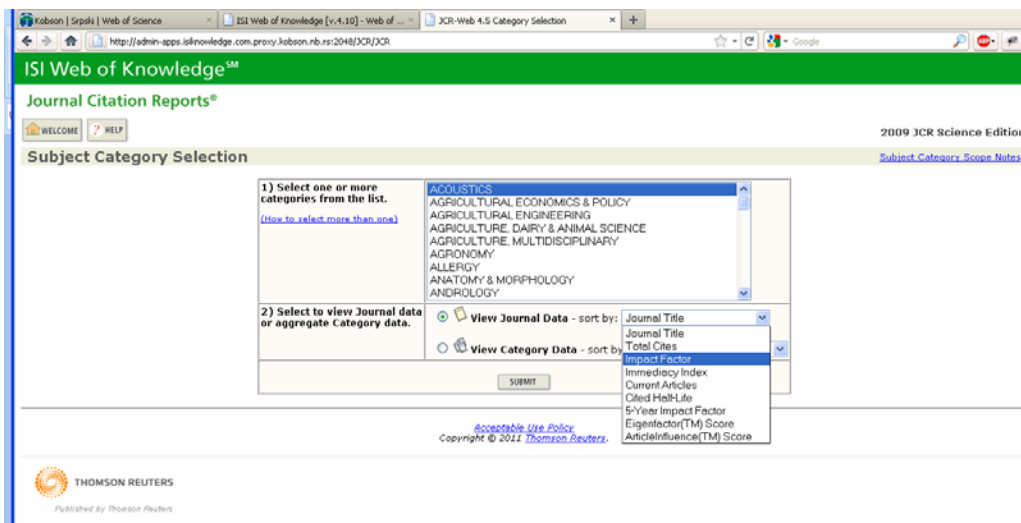 Kobson | Srpski | Web of Science
ISI Web of Knowledge [v.4.10] - Web of ...
JCR-Web 4.5 Category Selection
http://admin-apps.isiknowledge.com.proxy.kobson.nb.rs:2048/JCR/JCR
Google
ISI Web of Knowledge℠
Journal Citation Reports®
WELCOME
? HELP
2009 JCR Science Edition
Subject Category Selection
Subject Category Scope Notes
1) Select one or more
categories from the list.
(How to select more than one)
ACOUSTICS
AGRICULTURAL ECONOMICS & POLICY
AGRICULTURAL ENGINEERING
AGRICULTURE, DAIRY & ANIMAL SCIENCE
AGRICULTURE, MULTIDISCIPLINARY
AGRONOMY
ALLERGY
ANATOMY & MORPHOLOGY
ANDROLOGY
2) Select to view Journal data
or aggregate Category data.
View Journal Data - sort by:
Journal Title
View Category Data - sort by
Journal Title
Total Cites
Impact Factor
Immediacy Index
Current Articles
Cited Half-Life
5-Year Impact Factor
Eigenfactor(TM) Score
ArticleInfluence(TM) Score
SUBMIT
Acceptable Use Policy
Copyright © 2011 Thomson Reuters.
THOMSON REUTERS
Published by Thomson Reuters